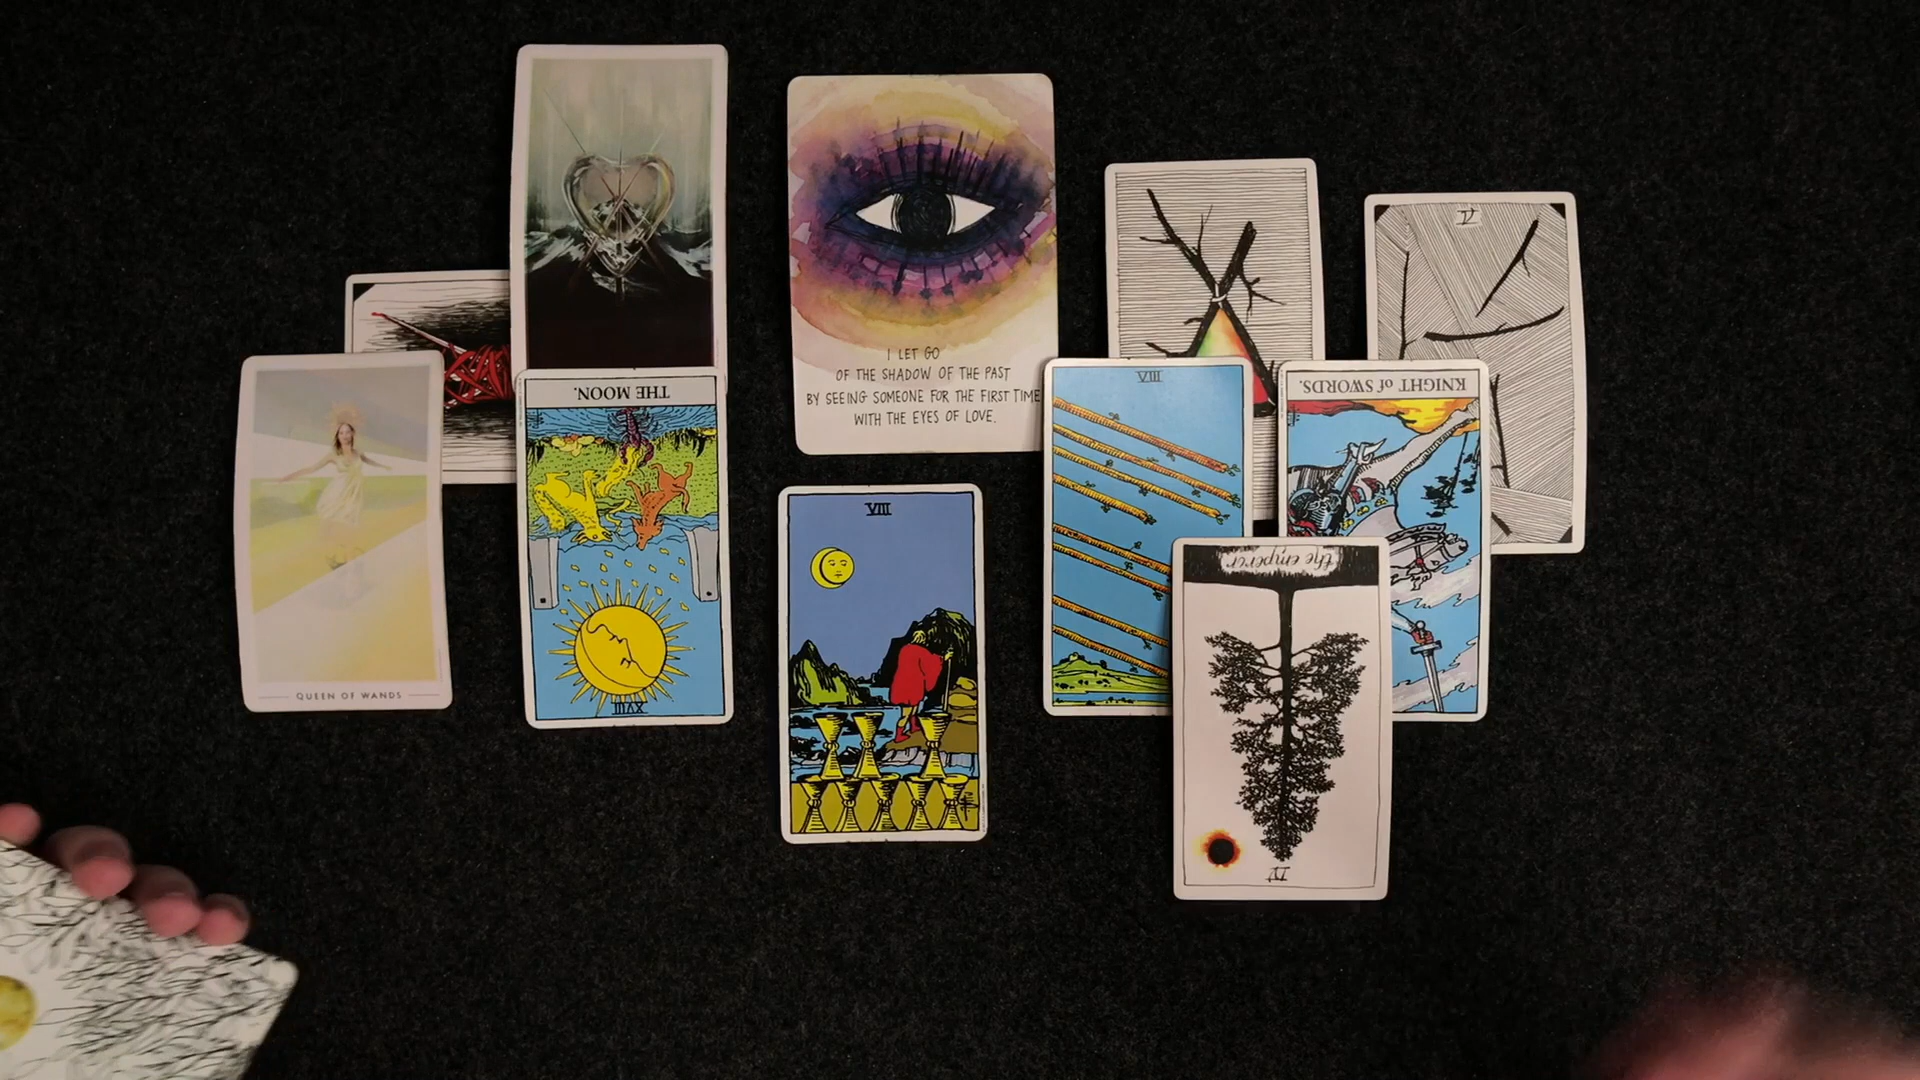 I LET GO
OF THE SHADOW OF THE PAST
BY SEEING SOMEONE FOR THE FIRST TIME
WITH THE EYES OF LOVE.
VI
THE MOON.
XVIII
QUEEN OF WANDS
VIII
VIII
KNIGHT of SWORDS.
the emperor
IV